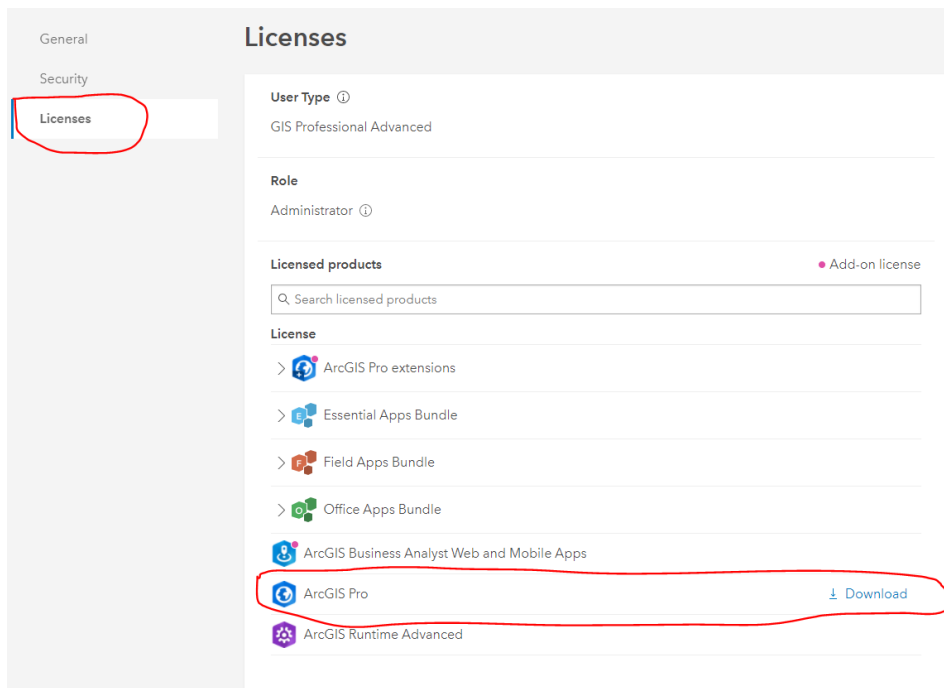 General
Security
Licenses
Licenses
User Type
GIS Professional Advanced
Role
Administrator
Licensed products
Add-on license
Search licensed products
License
ArcGIS Pro extensions
E Essential Apps Bundle
F Field Apps Bundle
O Office Apps Bundle
ArcGIS Business Analyst Web and Mobile Apps
ArcGIS Pro Download
ArcGIS Runtime Advanced